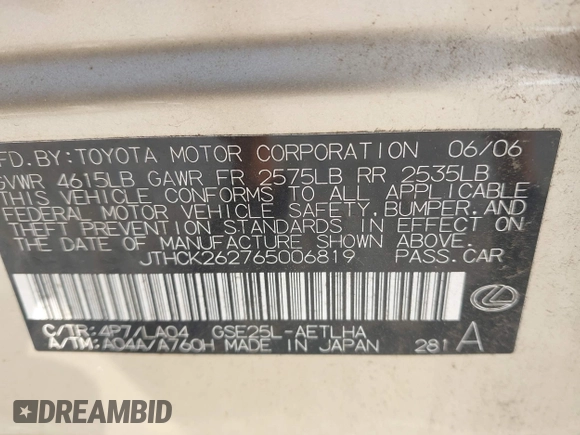 MFD. BY: TOYOTA MOTOR CORPORATION 06/06
GVWR 4615LB GAWR FR 2575LB RR 2535LB
THIS VEHICLE CONFORMS TO ALL APPLICABLE
FEDERAL MOTOR VEHICLE SAFETY, BUMPER, AND
THEFT PREVENTION STANDARDS IN EFFECT ON
THE DATE OF MANUFACTURE SHOWN ABOVE.
JTHCK262765006819 PASS. CAR
C/TR: 4P7/LA04 GSE25L-AETLHA
A/TM: A04A/A760H MADE IN JAPAN 281 A
DREAMBID